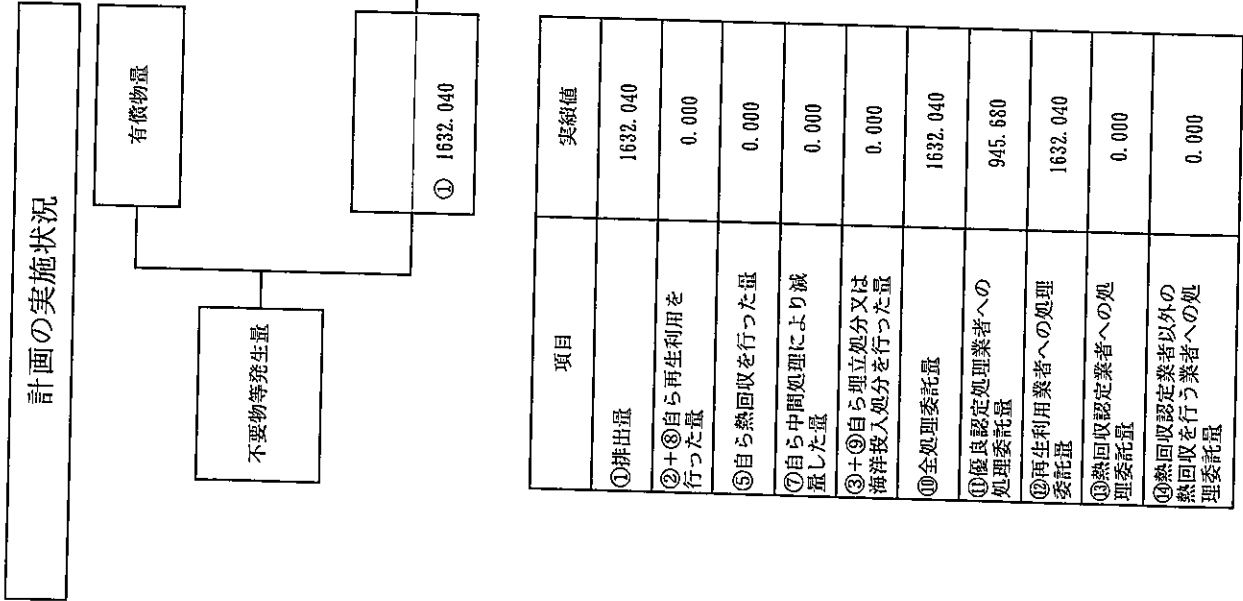 計画の実施状況
有償物量
不要物等発生量
① 1632.040
項目
実績値
①排出量
1632.040
②+⑧自ら再生利用を
行った量
0.000
⑤自ら熱回収を行った量
0.000
⑦自ら中間処理により減
量した量
0.000
③+⑨自ら埋立処分又は
海洋投入処分を行った量
0.000
⑩全処理委託量
1632.040
⑪優良認定処理業者への
処理委託量
945.680
⑫再生利用業者への処理
委託量
1632.040
⑬熱回収認定業者への処
理委託量
0.000
⑭熱回収認定業者以外の
熱回収を行う業者への処
理委託量
0.000